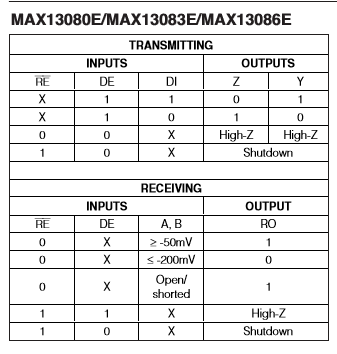 MAX13080E/MAX13083E/MAX13086E
TRANSMITTING
INPUTS OUTPUTS
RE DE DI Z Y
X 1 1 0 1
X 1 0 1 0
0 0 X High-Z High-Z
1 0 X Shutdown
RECEIVING
INPUTS OUTPUT
RE DE A, B RO
0 X ≥ -50mV 1
0 X ≤ -200mV 0
0 X Open/
shorted 1
1 1 X High-Z
1 0 X Shutdown